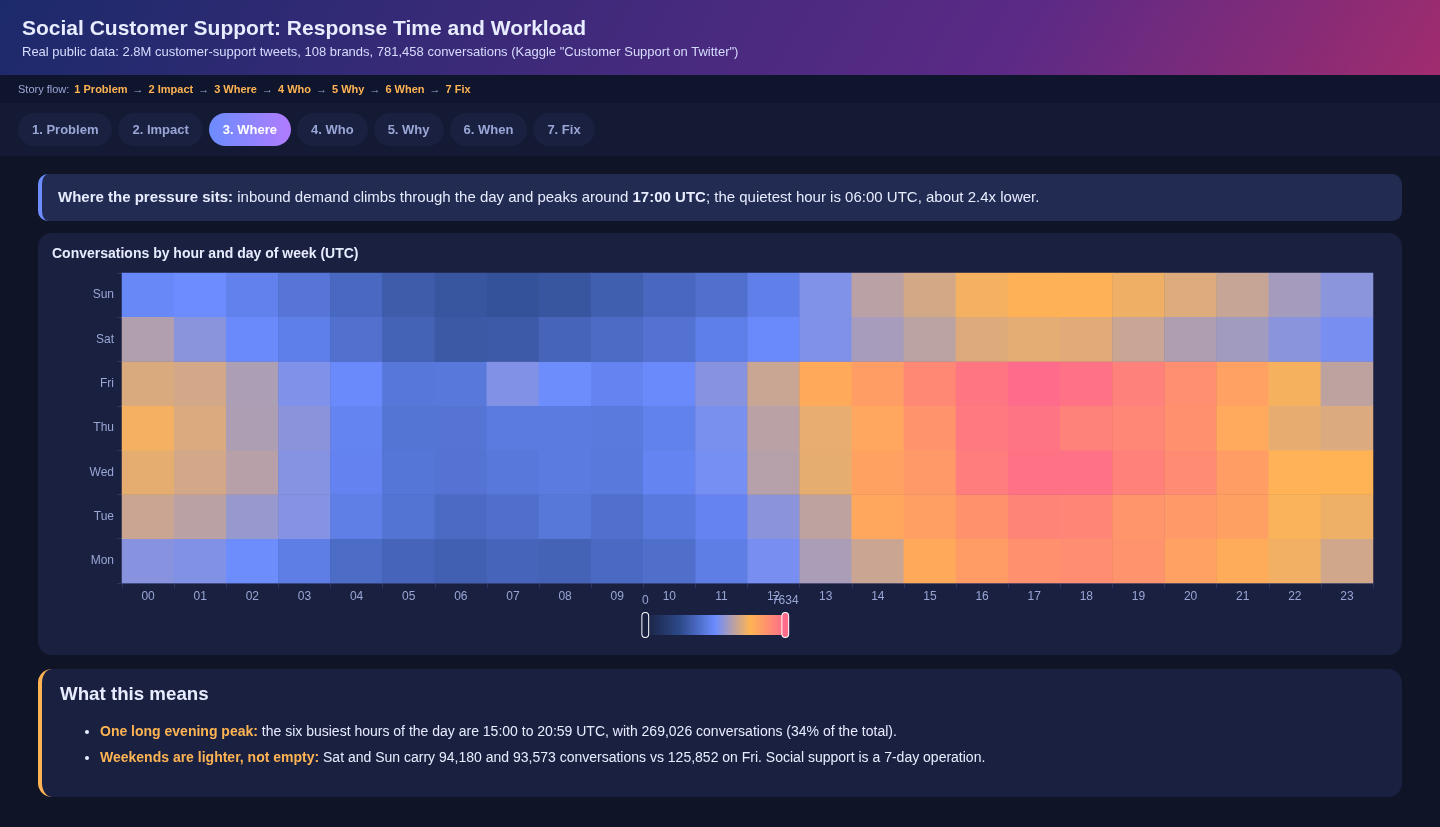 Social Customer Support: Response Time and Workload
Real public data: 2.8M customer-support tweets, 108 brands, 781,458 conversations (Kaggle "Customer Support on Twitter")
Story flow: 1 Problem → 2 Impact → 3 Where → 4 Who → 5 Why → 6 When → 7 Fix
1. Problem 2. Impact 3. Where 4. Who 5. Why 6. When 7. Fix
Where the pressure sits: inbound demand climbs through the day and peaks around 17:00 UTC; the quietest hour is 06:00 UTC, about 2.4x lower.
Conversations by hour and day of week (UTC)
Sun
Sat
Fri
Thu
Wed
Tue
Mon
00 01 02 03 04 05 06 07 08 09 10 11 12 13 14 15 16 17 18 19 20 21 22 23
0 7634
What this means
• One long evening peak: the six busiest hours of the day are 15:00 to 20:59 UTC, with 269,026 conversations (34% of the total).
• Weekends are lighter, not empty: Sat and Sun carry 94,180 and 93,573 conversations vs 125,852 on Fri. Social support is a 7-day operation.